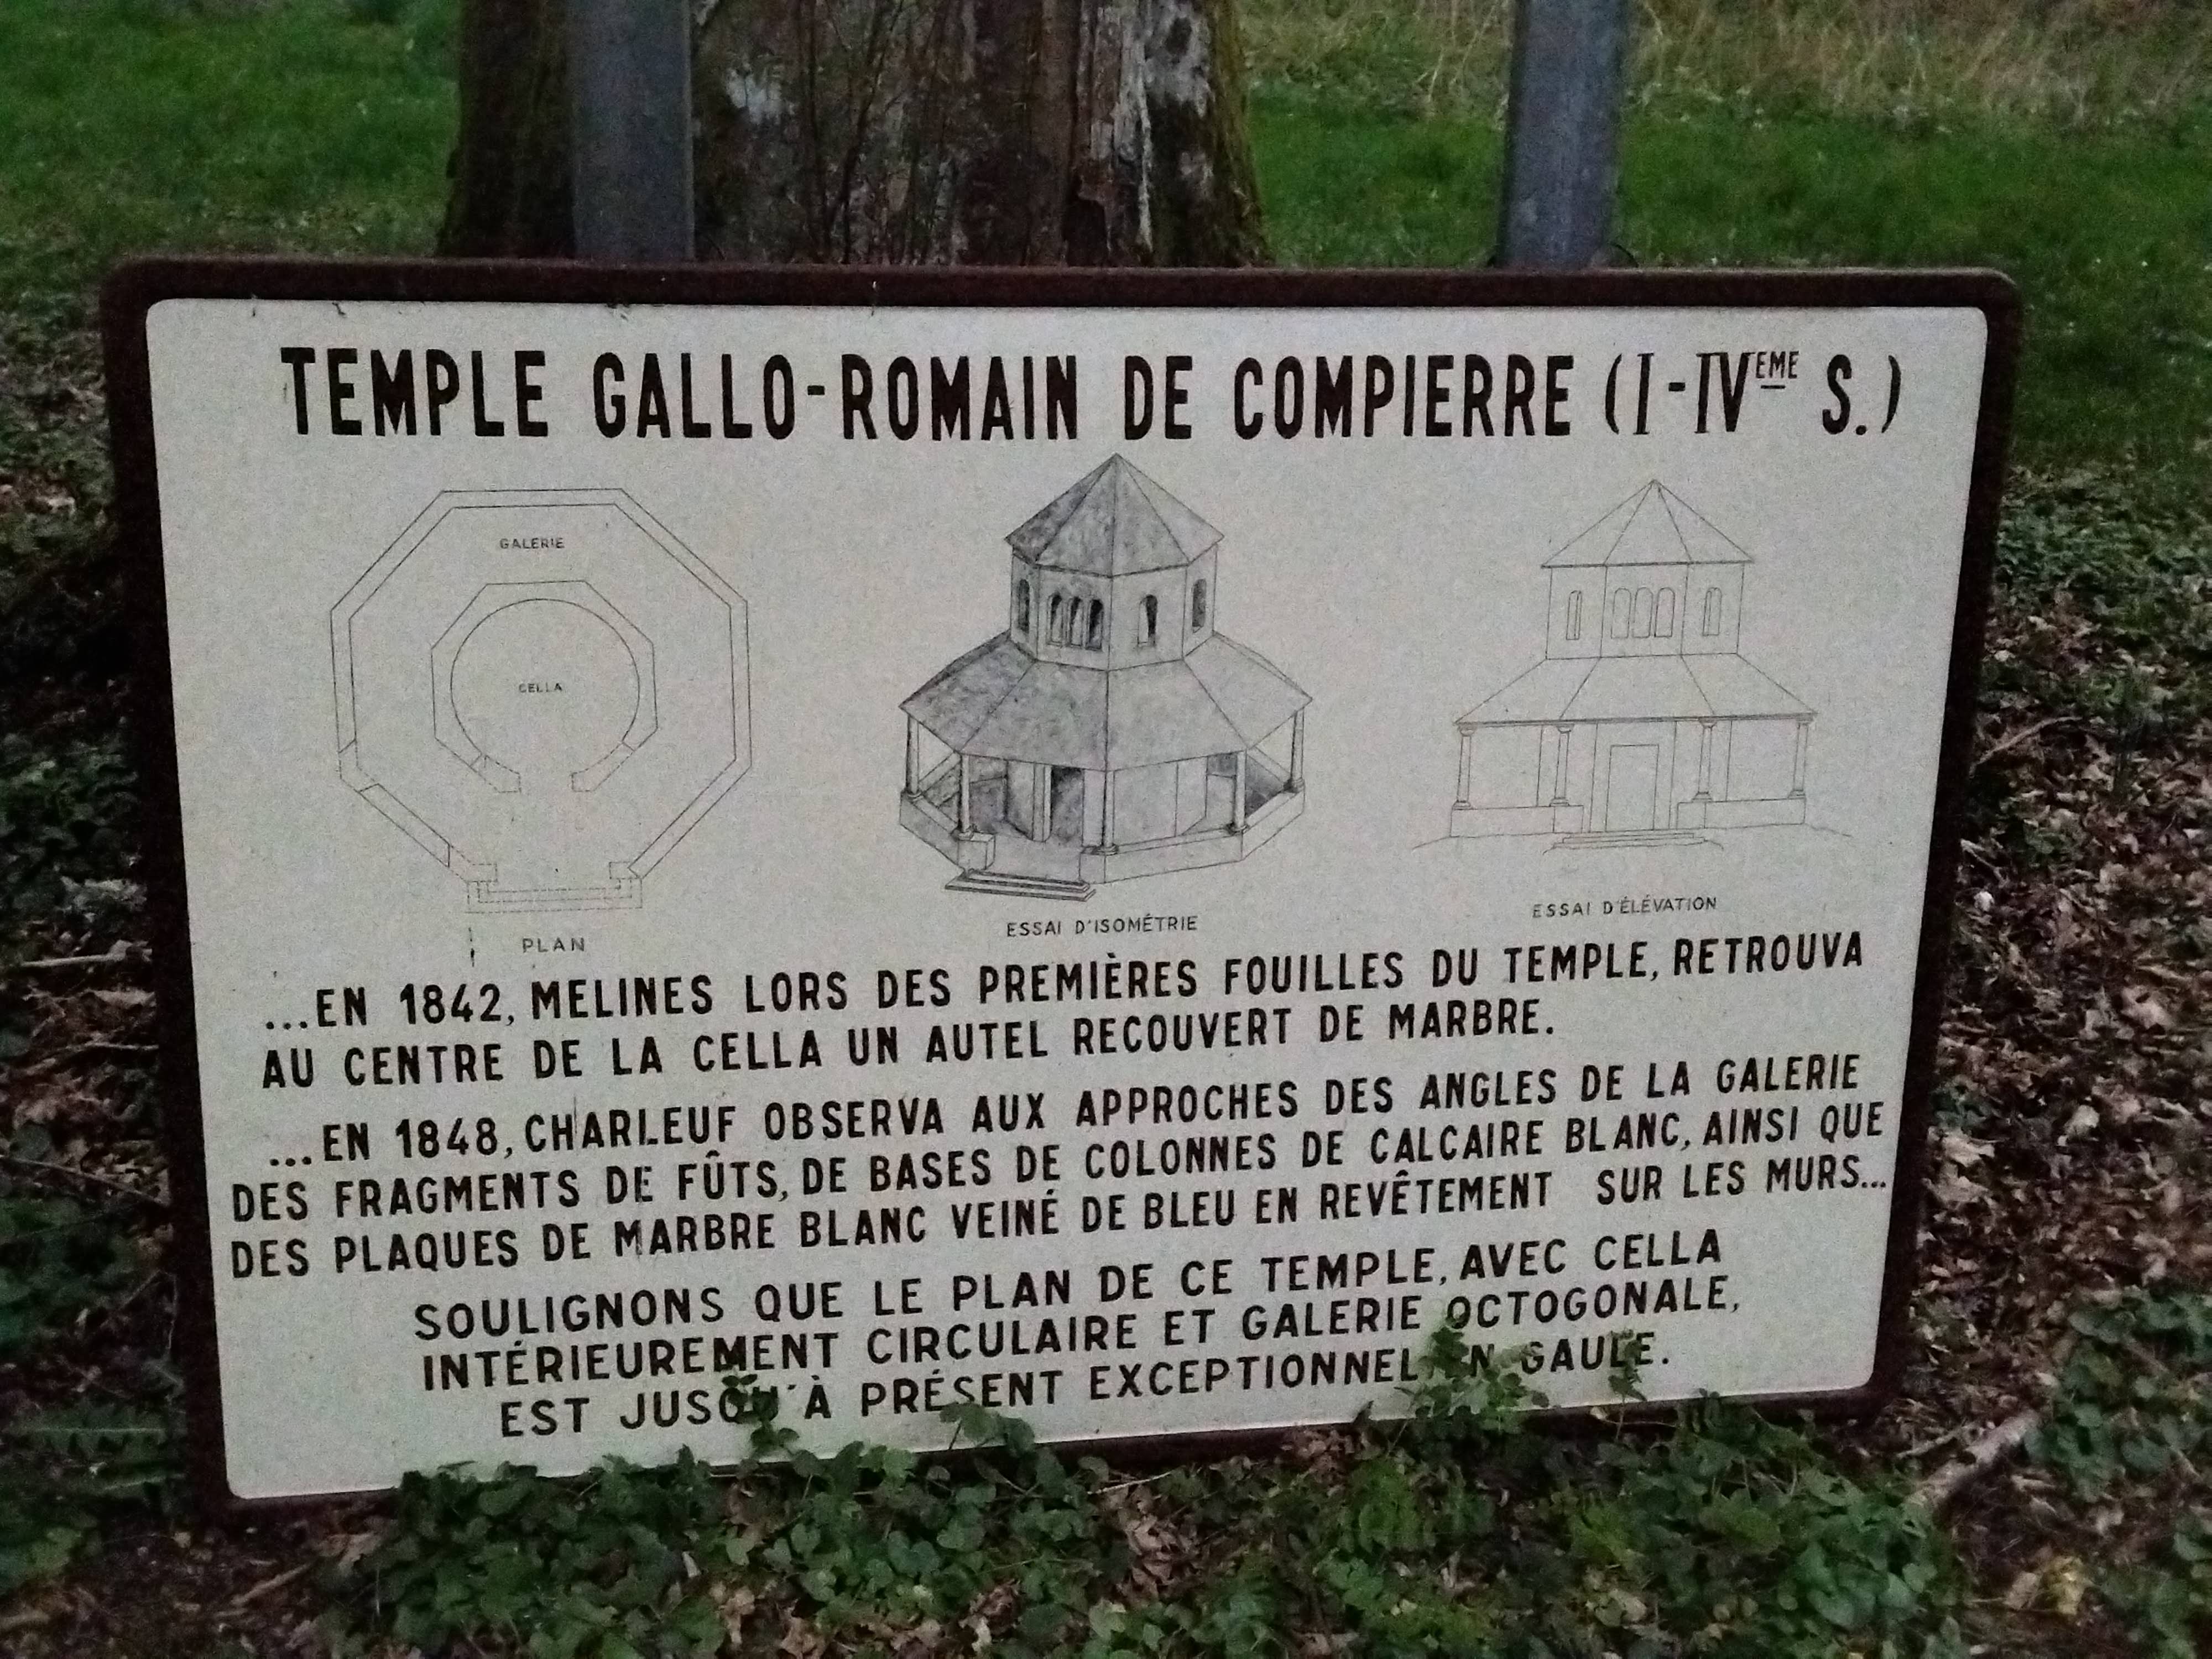 TEMPLE GALLO-ROMAIN DE COMPIERRE (I-IVEME S.)
GALERIE
CELLA
PLAN
ESSAI D'ISOMÉTRIE
ESSAI D'ÉLÉVATION
...EN 1842, MELINES LORS DES PREMIÈRES FOUILLES DU TEMPLE, RETROUVA
AU CENTRE DE LA CELLA UN AUTEL RECOUVERT DE MARBRE.
...EN 1848, CHARLEUF OBSERVA AUX APPROCHES DES ANGLES DE LA GALERIE
DES FRAGMENTS DE FÛTS, DE BASES DE COLONNES DE CALCAIRE BLANC, AINSI QUE
DES PLAQUES DE MARBRE BLANC VEINÉ DE BLEU EN REVÊTEMENT SUR LES MURS...
SOULIGNONS QUE LE PLAN DE CE TEMPLE, AVEC CELLA
INTÉRIEUREMENT CIRCULAIRE ET GALERIE OCTOGONALE,
EST JUSQU'À PRÉSENT EXCEPTIONNEL EN GAULE.